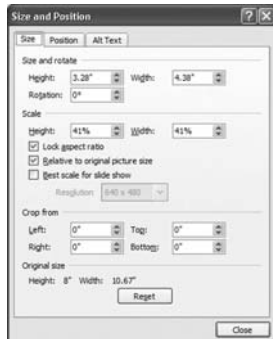 Size and Position
Size Position Alt Text
Size and rotate
Height: 3.28" Width: 4.38"
Rotation: 0°
Scale
Height: 41% Width: 41%
Lock aspect ratio
Relative to original picture size
Best scale for slide show
Resolution 640 x 480
Crop from
Left: 0" Top: 0"
Right: 0" Bottom: 0"
Original size
Height: 8" Width: 10.67"
Reset
Close